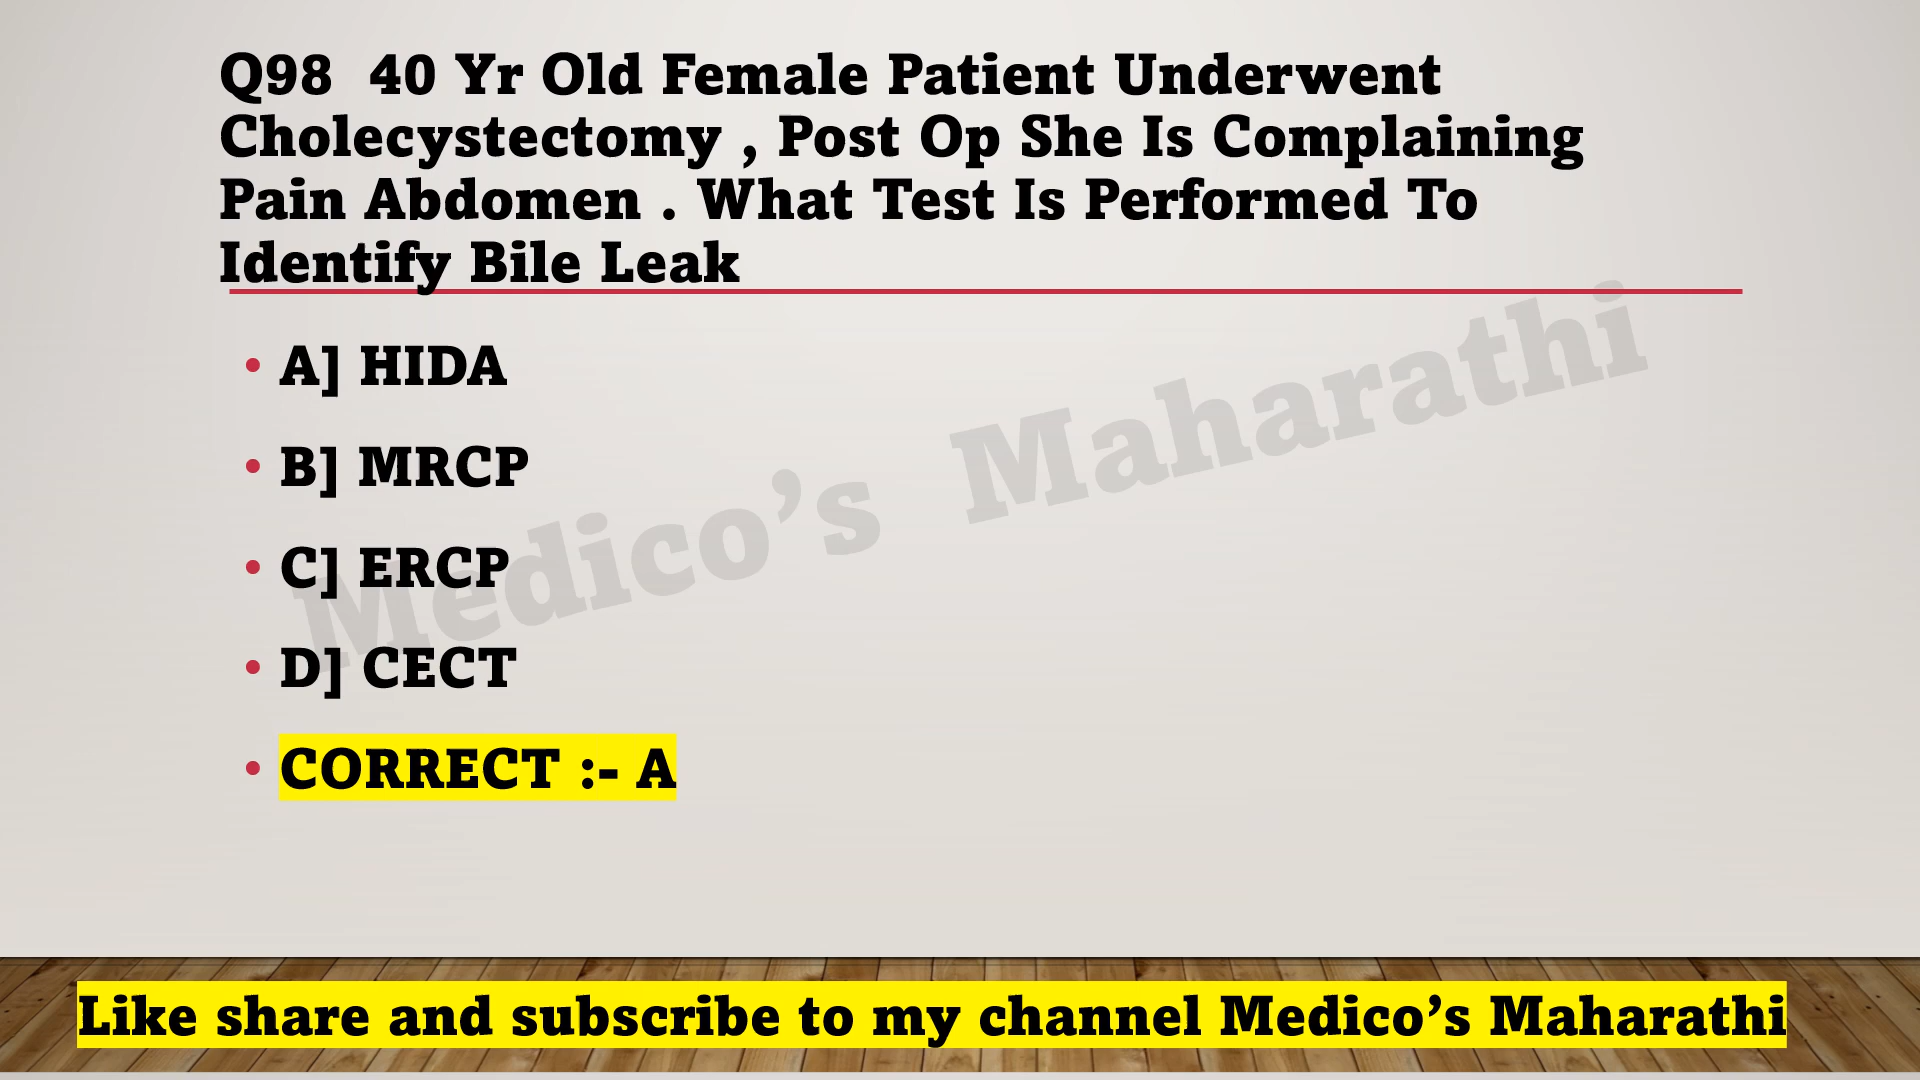 Q98 40 Yr Old Female Patient Underwent
Cholecystectomy , Post Op She Is Complaining
Pain Abdomen . What Test Is Performed To
Identify Bile Leak
• A] HIDA
• B] MRCP
• C] ERCP
• D] CECT
• CORRECT :- A
Medico’s Maharathi
Like share and subscribe to my channel Medico’s Maharathi